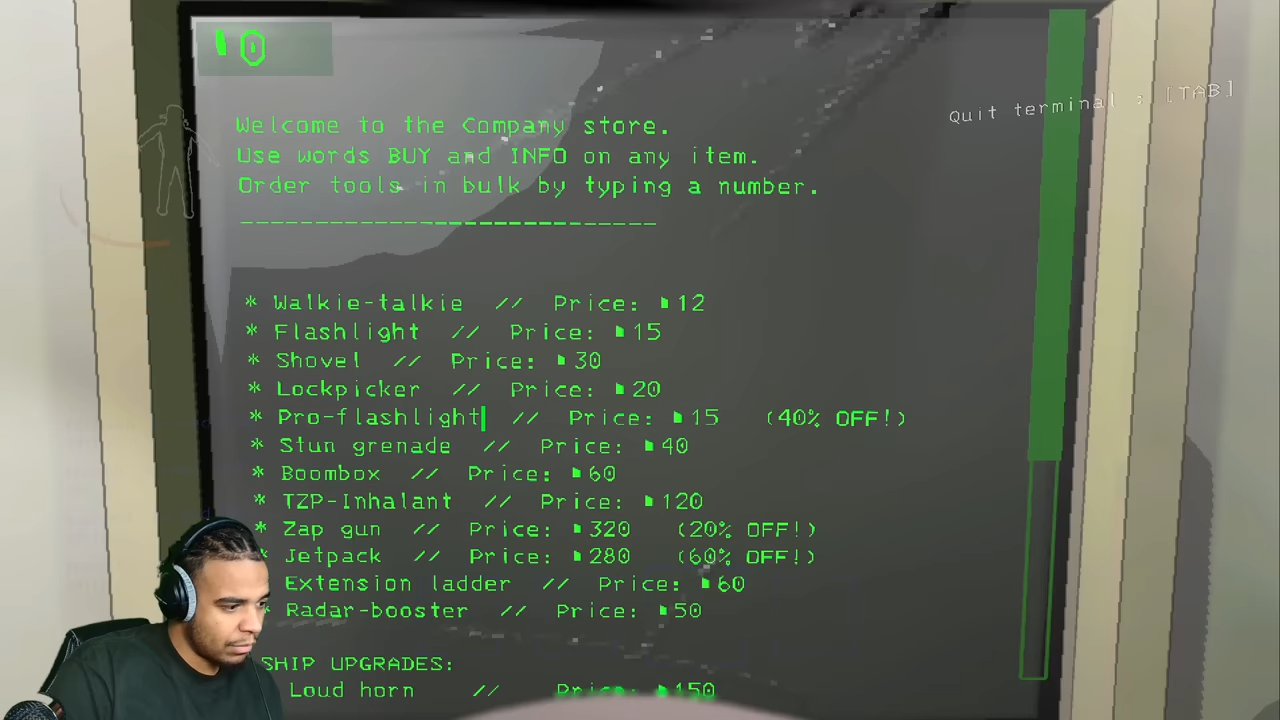 ▮0
Quit terminal : [TAB]
Welcome to the Company store.
Use words BUY and INFO on any item.
Order tools in bulk by typing a number.
____________________________
* Walkie-talkie // Price: ▮12
* Flashlight // Price: ▮15
* Shovel // Price: ▮30
* Lockpicker // Price: ▮20
* Pro-flashlight // Price: ▮15 (40% OFF!)
* Stun grenade // Price: ▮40
* Boombox // Price: ▮60
* TZP-Inhalant // Price: ▮120
* Zap gun // Price: ▮320 (20% OFF!)
* Jetpack // Price: ▮280 (60% OFF!)
Extension ladder // Price: ▮60
* Radar-booster // Price: ▮50
SHIP UPGRADES:
Loud horn // Price: ▮150